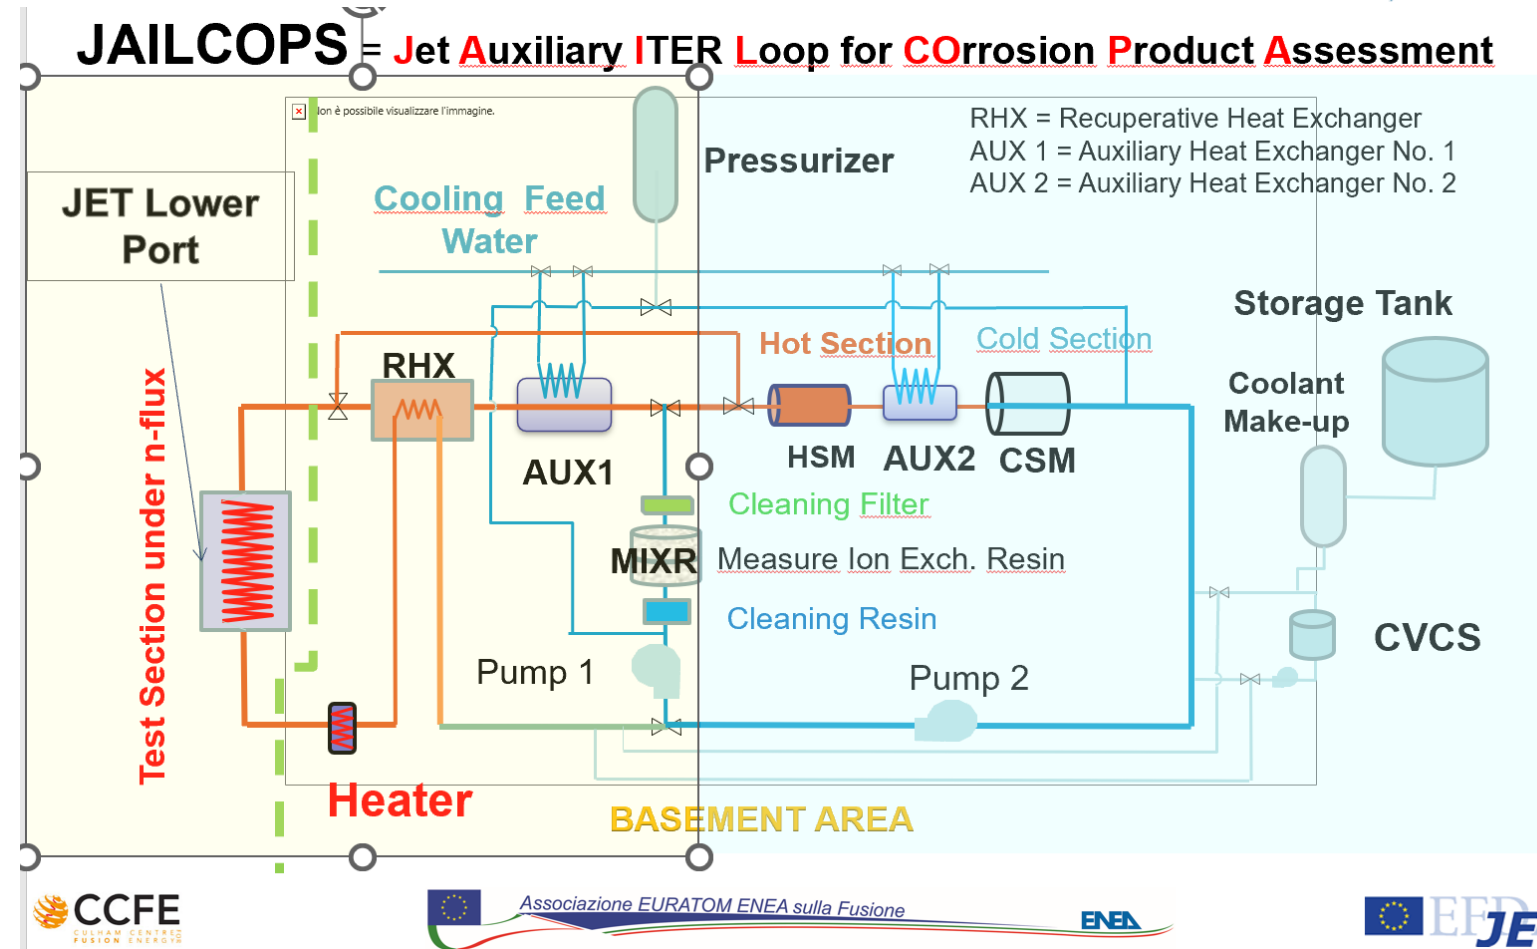 JAILCOPS = Jet Auxiliary ITER Loop for COrrosion Product Assessment
Non è possibile visualizzare l'immagine.
RHX = Recuperative Heat Exchanger
AUX 1 = Auxiliary Heat Exchanger No. 1
AUX 2 = Auxiliary Heat Exchanger No. 2
Pressurizer
JET Lower
Port
Cooling Feed
Water
Storage Tank
Hot Section
Cold Section
RHX
Coolant
Make-up
HSM
AUX2
CSM
AUX1
Cleaning Filter
MIXR
Measure Ion Exch. Resin
Cleaning Resin
CVCS
Pump 1
Pump 2
Test Section under n-flux
Heater
BASEMENT AREA
CCFE
CULHAM CENTRE
FUSION ENERGY
Associazione EURATOM ENEA sulla Fusione
ENEA
EFD
JE